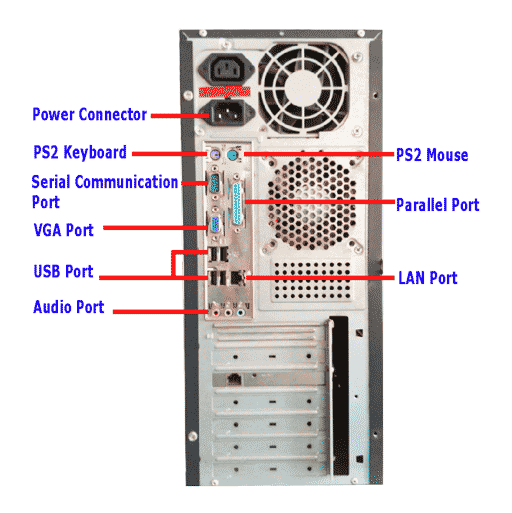 Power Connector
PS2 Keyboard
PS2 Mouse
Serial Communication
Port
Parallel Port
VGA Port
USB Port
LAN Port
Audio Port